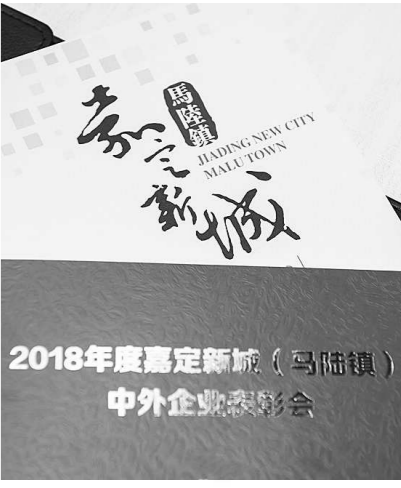 嘉定新城
馬陸鎮
JIADING NEW CITY
MALU TOWN
2018年度嘉定新城（马陆镇）
中外企业表彰会